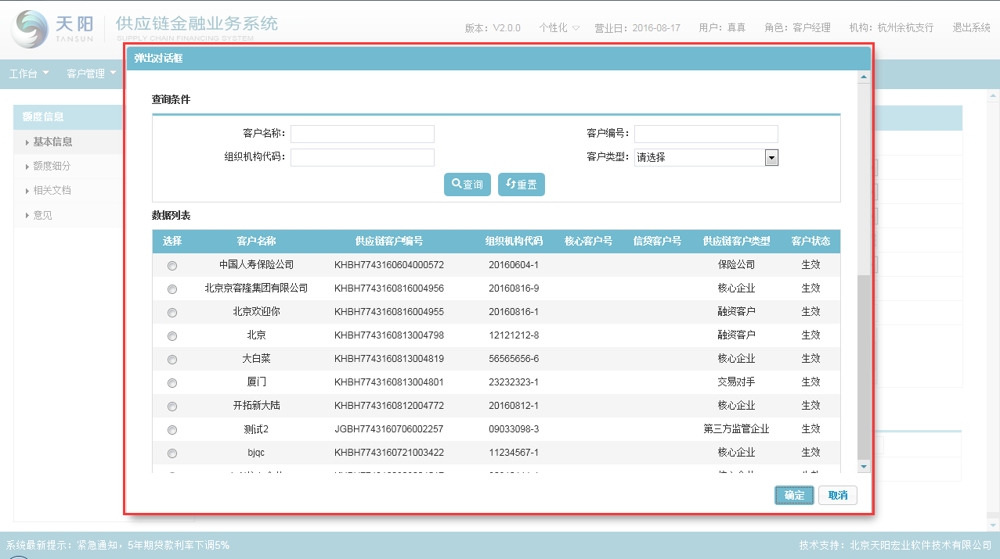 天阳 供应链金融业务系统
TANSUN SUPPLY CHAIN FINANCING SYSTEM
版本：V2.0.0 个性化 营业日：2016-08-17 用户：真真 角色：客户经理 机构：杭州余杭支行 退出系统
工作台 客户管理
弹出对话框
额度信息
基本信息
额度细分
相关文档
意见
查询条件
客户名称： 客户编号：
组织机构代码： 客户类型： 请选择
查询 重置
数据列表
选择 客户名称 供应链客户编号 组织机构代码 核心客户号 信贷客户号 供应链客户类型 客户状态
中国人寿保险公司 KHBH7743160604000572 20160604-1 保险公司 生效
北京京客隆集团有限公司 KHBH7743160816004956 20160816-9 核心企业 生效
北京欢迎你 KHBH7743160816004955 20160816-1 融资客户 生效
北京 KHBH7743160813004798 12121212-8 融资客户 生效
大白菜 KHBH7743160813004819 56565656-6 核心企业 生效
厦门 KHBH7743160813004801 23232323-1 交易对手 生效
开拓新大陆 KHBH7743160812004772 20160812-1 核心企业 生效
测试2 JGBH7743160706002257 09033098-3 第三方监管企业 生效
bjqc KHBH7743160721003422 11234567-1 核心企业 生效
确定 取消
系统最新提示：紧急通知，5年期贷款利率下调5% 技术支持：北京天阳宏业软件技术有限公司